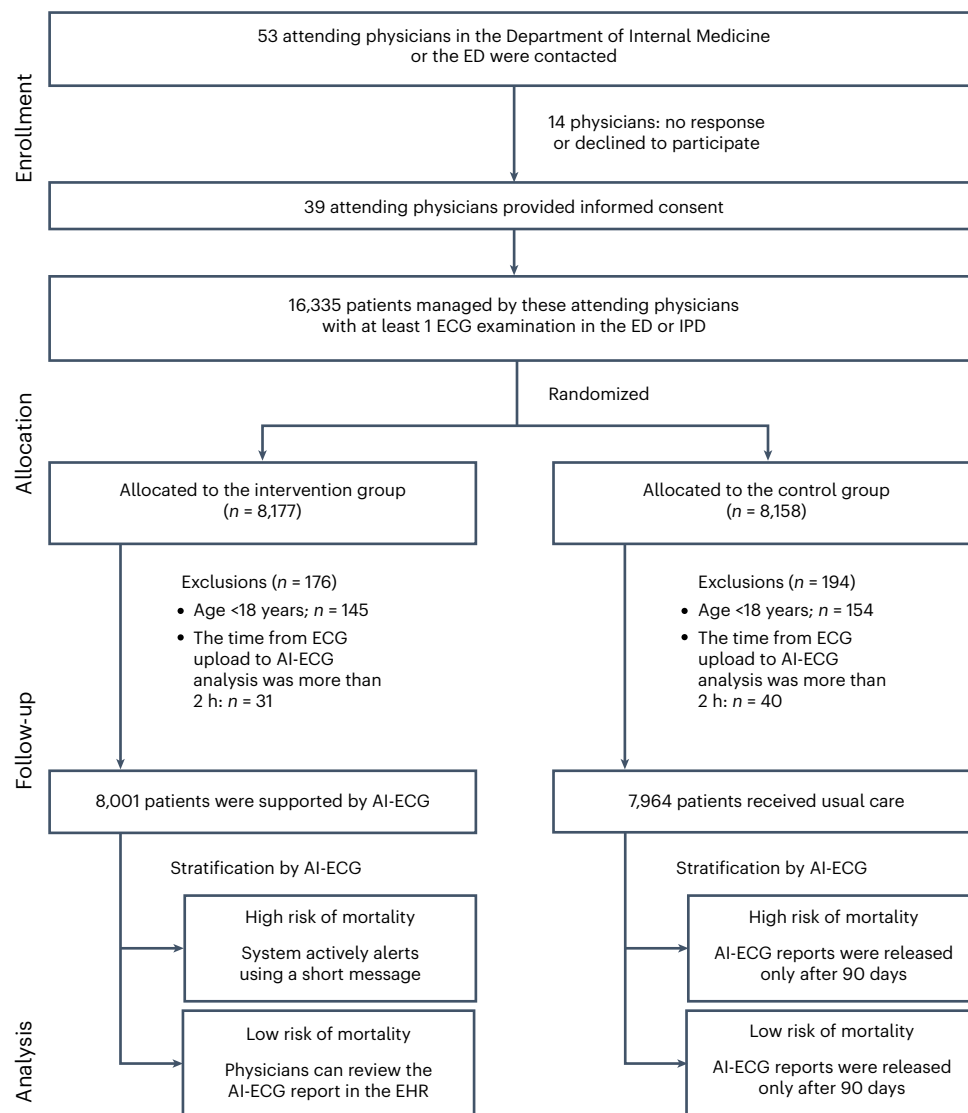 Enrollment
53 attending physicians in the Department of Internal Medicine
or the ED were contacted
14 physicians: no response
or declined to participate
39 attending physicians provided informed consent
16,335 patients managed by these attending physicians
with at least 1 ECG examination in the ED or IPD
Allocation
Randomized
Allocated to the intervention group
(n = 8,177)
Allocated to the control group
(n = 8,158)
Follow-up
Exclusions (n = 176)
• Age <18 years; n = 145
• The time from ECG
upload to AI-ECG
analysis was more than
2 h: n = 31
Exclusions (n = 194)
• Age <18 years; n = 154
• The time from ECG
upload to AI-ECG
analysis was more than
2 h: n = 40
8,001 patients were supported by AI-ECG
7,964 patients received usual care
Analysis
Stratification by AI-ECG
High risk of mortality
System actively alerts
using a short message
Low risk of mortality
Physicians can review the
AI-ECG report in the EHR
Stratification by AI-ECG
High risk of mortality
AI-ECG reports were released
only after 90 days
Low risk of mortality
AI-ECG reports were released
only after 90 days